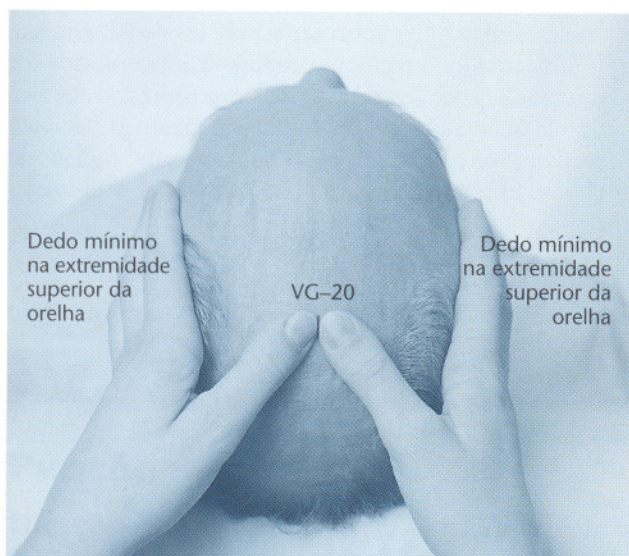 Dedo mínimo
na extremidade
superior da
orelha
VG–20
Dedo mínimo
na extremidade
superior da
orelha